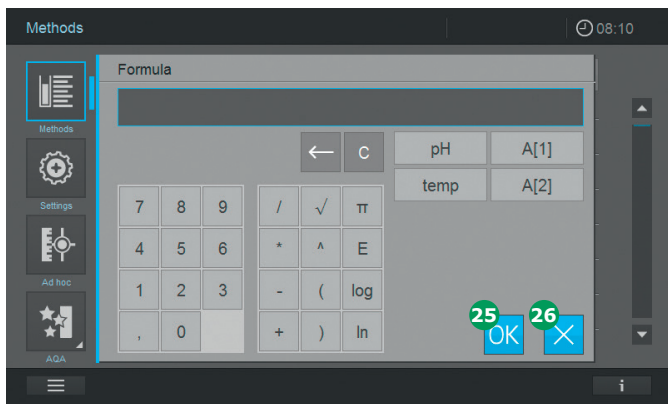 Methods 08:10
Formula
← C pH A[1]
temp A[2]
Methods
7 8 9 / √ π
Settings
4 5 6 * ^ E
1 2 3 - ( log
Ad hoc
25 26
, 0 + ) ln OK X
AQA
i